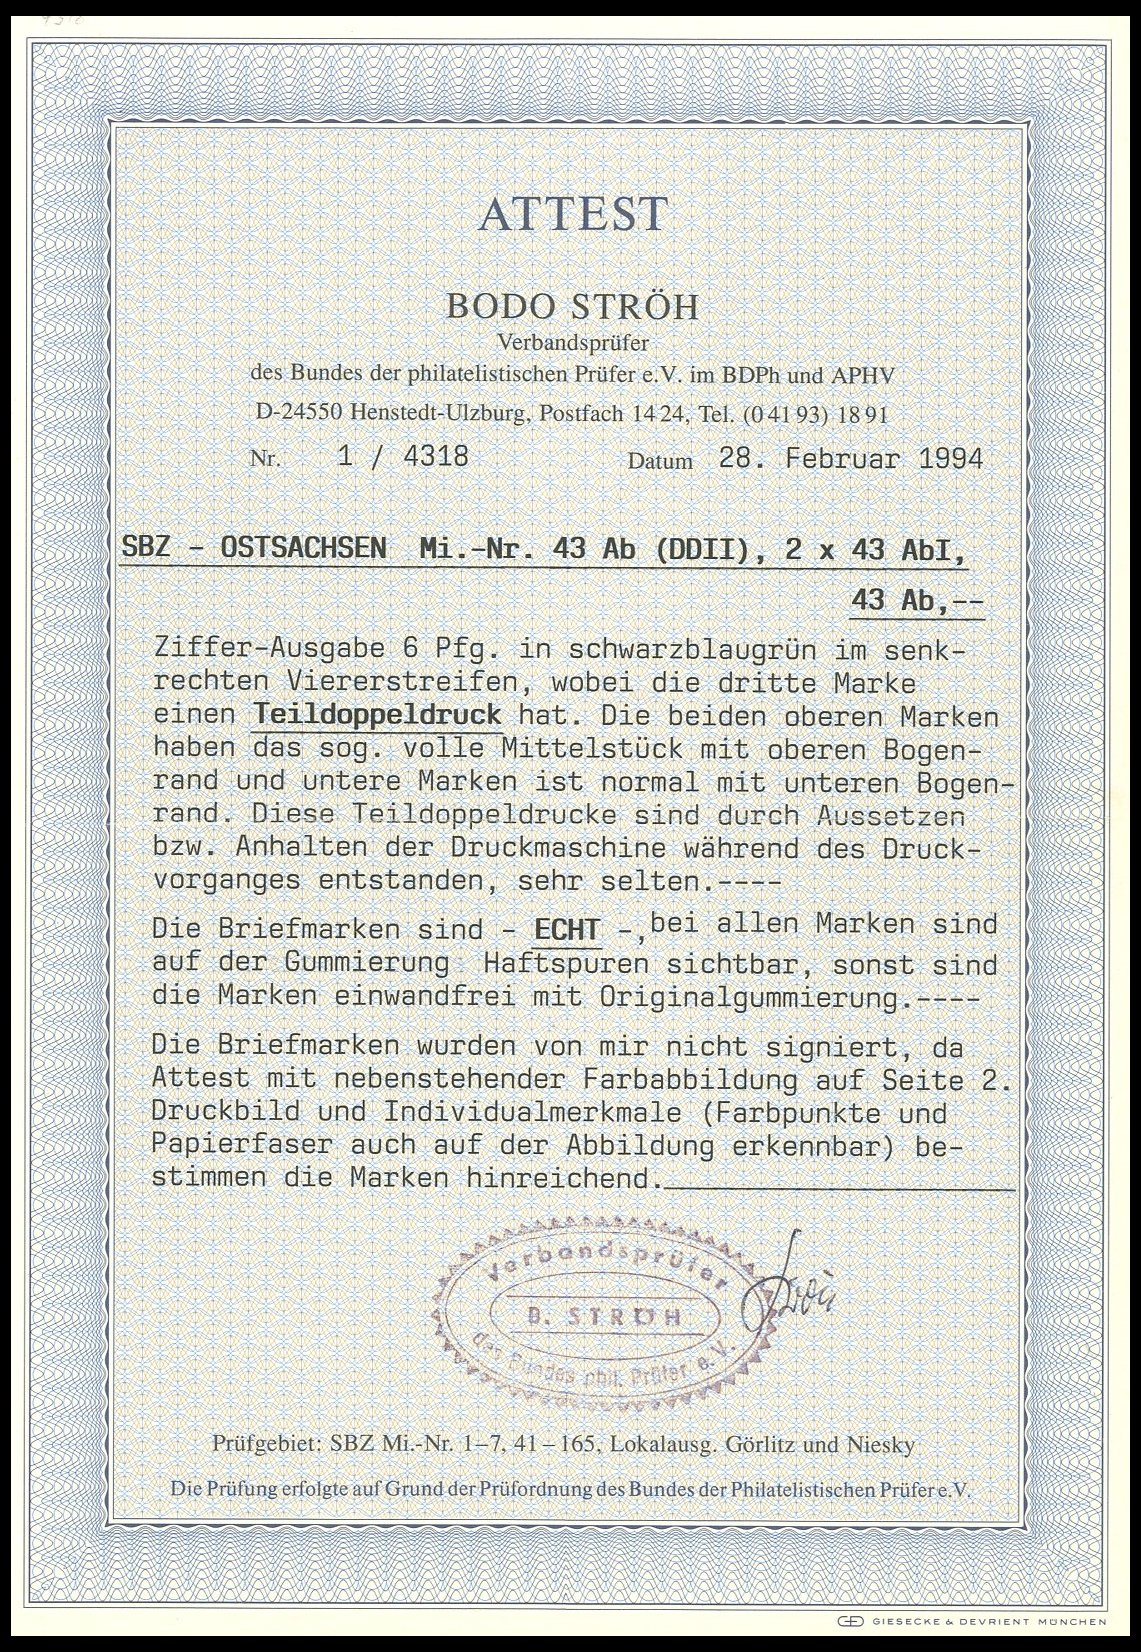 ATTEST
BODO STRÖH
Verbandsprüfer
des Bundes der philatelistischen Prüfer e.V. im BDPh und APHV
D-24550 Henstedt-Ulzburg, Postfach 14 24, Tel. (0 41 93) 18 91
Nr. 1 / 4318 Datum 28. Februar 1994
SBZ - OSTSACHSEN Mi.-Nr. 43 Ab (DDII), 2 x 43 AbI,
43 Ab,--
Ziffer-Ausgabe 6 Pfg. in schwarzblaugrün im senk-
rechten Viererstreifen, wobei die dritte Marke
einen Teildoppeldruck hat. Die beiden oberen Marken
haben das sog. volle Mittelstück mit oberen Bogen-
rand und untere Marken ist normal mit unteren Bogen-
rand. Diese Teildoppeldrucke sind durch Aussetzen
bzw. Anhalten der Druckmaschine während des Druck-
vorganges entstanden, sehr selten.----
Die Briefmarken sind - ECHT -, bei allen Marken sind
auf der Gummierung Haftspuren sichtbar, sonst sind
die Marken einwandfrei mit Originalgummierung.----
Die Briefmarken wurden von mir nicht signiert, da
Attest mit nebenstehender Farbabbildung auf Seite 2.
Druckbild und Individualmerkmale (Farbpunkte und
Papierfaser auch auf der Abbildung erkennbar) be-
stimmen die Marken hinreichend.
Verbandsprüfer
B. STRÖH
des Bundes phil. Prüfer e.V.
Prüfgebiet: SBZ Mi.-Nr. 1–7, 41–165, Lokalausg. Görlitz und Niesky
Die Prüfung erfolgte auf Grund der Prüfordnung des Bundes der Philatelistischen Prüfer e.V.
GIESECKE & DEVRIENT MÜNCHEN